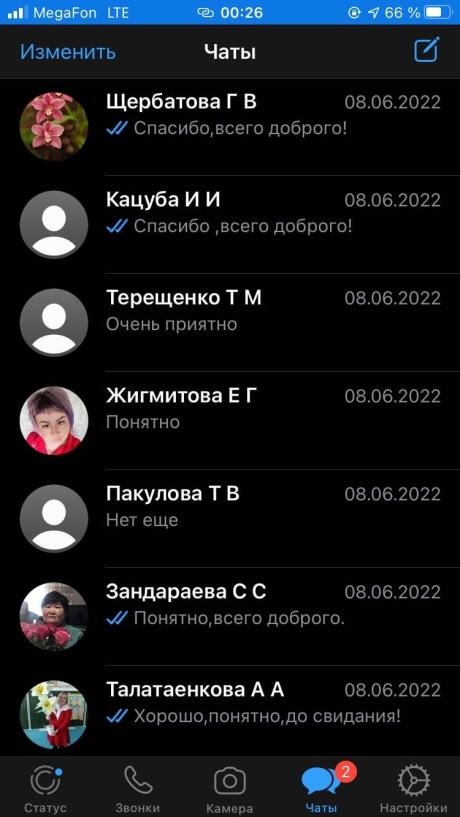 MegaFon LTE 00:26 66 %
Изменить Чаты
Щербатова Г В 08.06.2022
Спасибо,всего доброго!
Кацуба И И 08.06.2022
Спасибо ,всего доброго!
Терещенко Т М 08.06.2022
Очень приятно
Жигмитова Е Г 08.06.2022
Понятно
Пакулова Т В 08.06.2022
Нет еще
Зандараева С С 08.06.2022
Понятно,всего доброго.
Талатаенкова А А 08.06.2022
Хорошо,понятно,до свидания!
2
Статус Звонки Камера Чаты Настройки